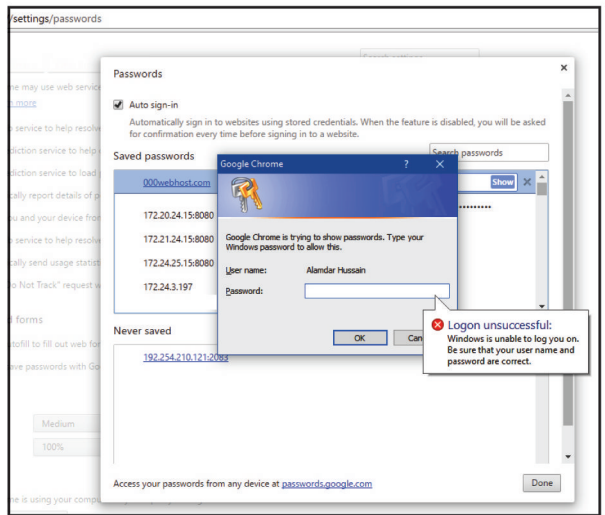 /settings/passwords
Search settings
Passwords
Auto sign-in
Automatically sign in to websites using stored credentials. When the feature is disabled, you will be asked
for confirmation every time before signing in to a website.
Saved passwords
Search passwords
000webhost.com
Show
172.20.24.15:8080
172.21.24.15:8080
172.24.25.15:8080
172.24.3.197
Google Chrome
Google Chrome is trying to show passwords. Type your
Windows password to allow this.
User name: Alamdar Hussain
Password:
OK
Logon unsuccessful:
Windows is unable to log you on.
Be sure that your user name and
password are correct.
Never saved
192.254.210.121:2083
Access your passwords from any device at passwords.google.com
Done
me may use web service
n more
o service to help resolve
diction service to help
diction service to load
cally report details of p
ou and your device from
o service to help resolve
cally send usage statist
"Do Not Track" request w
d forms
utofill to fill out web for
ave passwords with Go
Medium
100%
me is using your compu